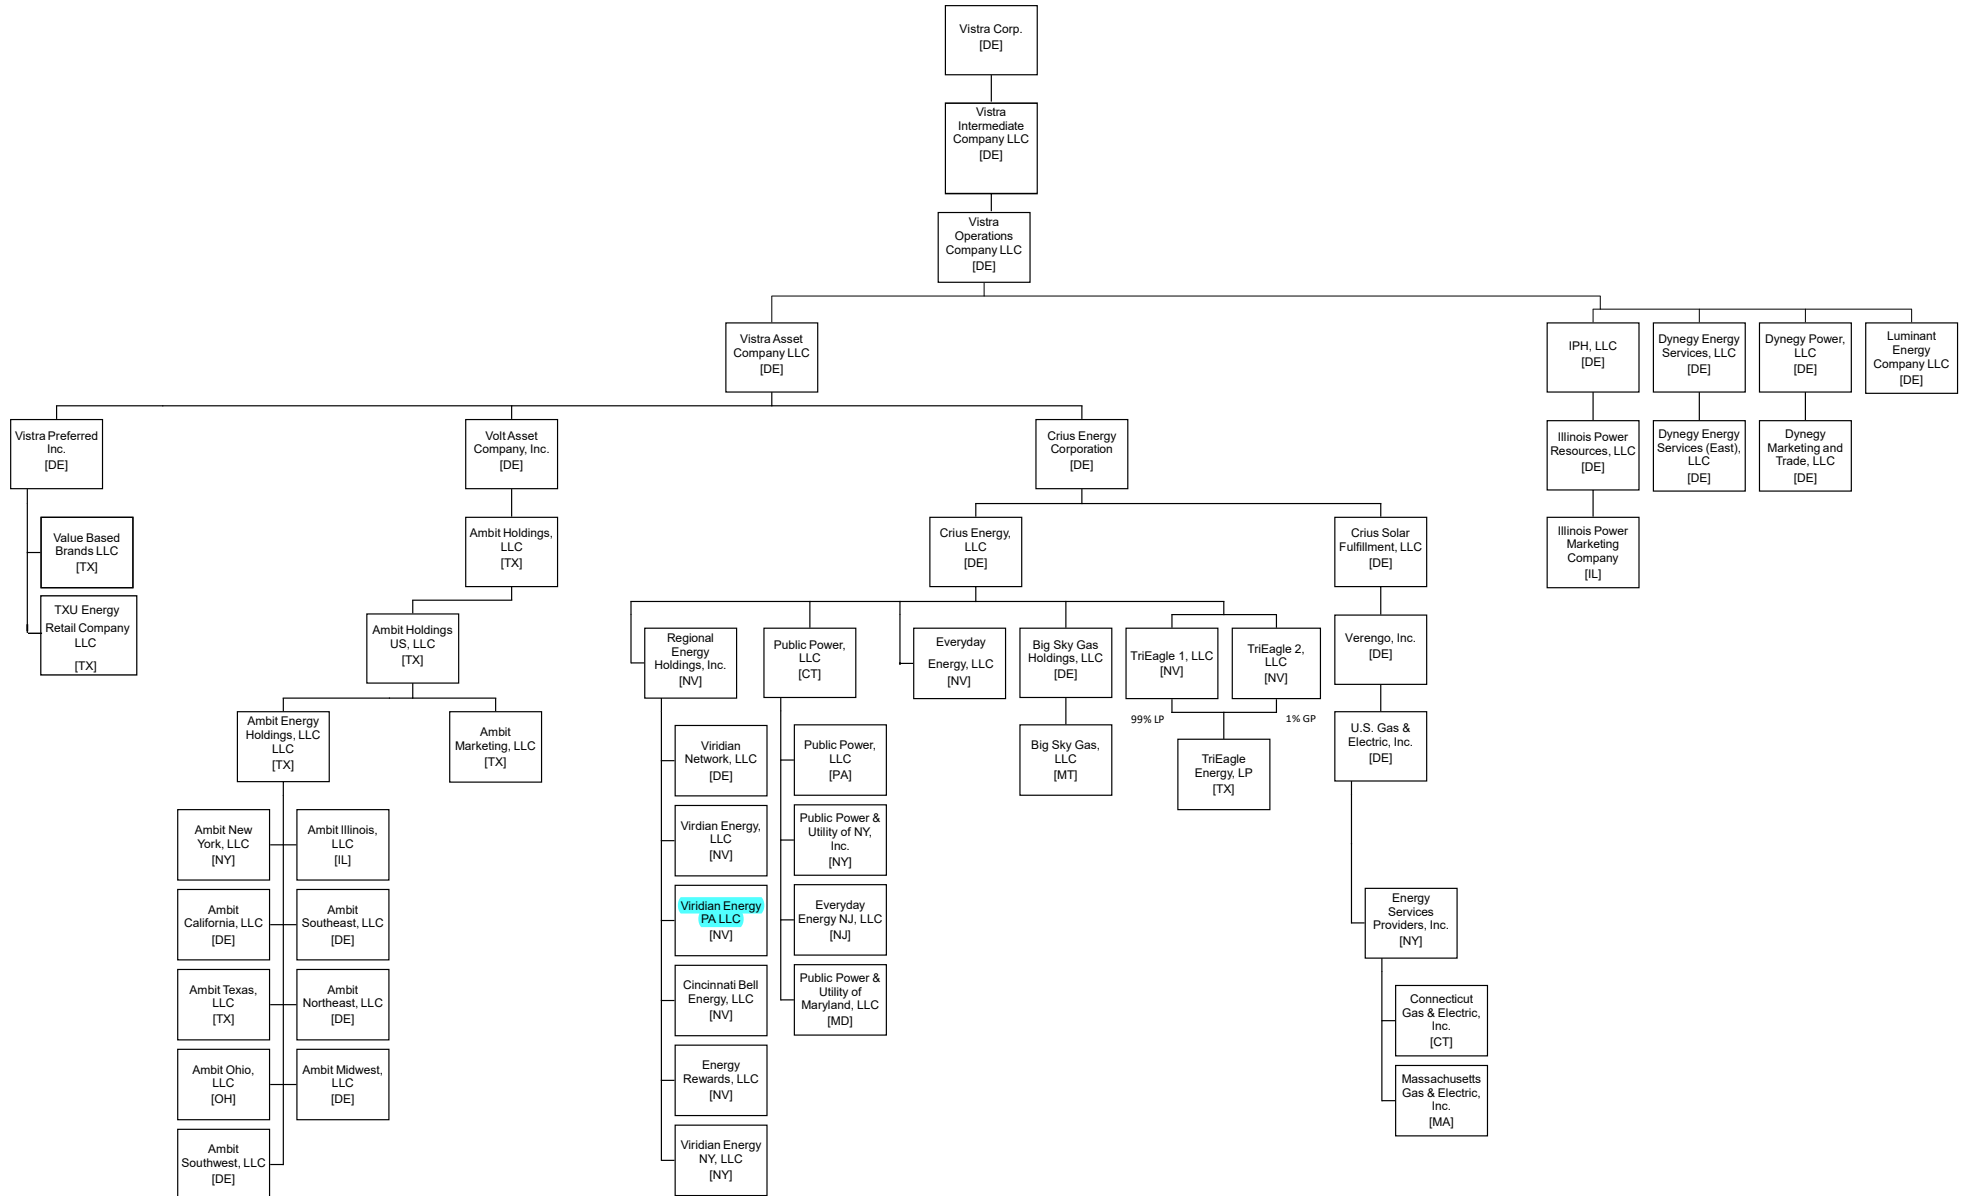 Vistra Corp.
[DE]
Vistra
Intermediate
Company LLC
[DE]
Vistra
Operations
Company LLC
[DE]
Vistra Asset
Company LLC
[DE]
IPH, LLC
[DE]
Dynegy Energy
Services, LLC
[DE]
Dynegy Power,
LLC
[DE]
Luminant
Energy
Company LLC
[DE]
Vistra Preferred
Inc.
[DE]
Volt Asset
Company, Inc.
[DE]
Crius Energy
Corporation
[DE]
Illinois Power
Resources, LLC
[DE]
Dynegy Energy
Services (East),
LLC
[DE]
Dynegy
Marketing and
Trade, LLC
[DE]
Value Based
Brands LLC
[TX]
Ambit Holdings,
LLC
[TX]
Crius Energy,
LLC
[DE]
Crius Solar
Fulfillment, LLC
[DE]
Illinois Power
Marketing
Company
[IL]
TXU Energy
Retail Company
LLC
[TX]
Ambit Holdings
US, LLC
[TX]
Regional
Energy
Holdings, Inc.
[NV]
Public Power,
LLC
[CT]
Everyday
Energy, LLC
[NV]
Big Sky Gas
Holdings, LLC
[DE]
TriEagle 1, LLC
[NV]
TriEagle 2,
LLC
[NV]
Verengo, Inc.
[DE]
99% LP
1% GP
Ambit Energy
Holdings, LLC
LLC
[TX]
Ambit
Marketing, LLC
[TX]
Viridian
Network, LLC
[DE]
Public Power,
LLC
[PA]
Big Sky Gas,
LLC
[MT]
TriEagle
Energy, LP
[TX]
U.S. Gas &
Electric, Inc.
[DE]
Ambit New
York, LLC
[NY]
Ambit Illinois,
LLC
[IL]
Virdian Energy,
LLC
[NV]
Public Power &
Utility of NY,
Inc.
[NY]
Ambit
California, LLC
[DE]
Ambit
Southeast, LLC
[DE]
Viridian Energy
PA LLC
[NV]
Everyday
Energy NJ, LLC
[NJ]
Energy
Services
Providers, Inc.
[NY]
Ambit Texas,
LLC
[TX]
Ambit
Northeast, LLC
[DE]
Cincinnati Bell
Energy, LLC
[NV]
Public Power &
Utility of
Maryland, LLC
[MD]
Connecticut
Gas & Electric,
Inc.
[CT]
Ambit Ohio,
LLC
[OH]
Ambit Midwest,
LLC
[DE]
Energy
Rewards, LLC
[NV]
Massachusetts
Gas & Electric,
Inc.
[MA]
Ambit
Southwest, LLC
[DE]
Viridian Energy
NY, LLC
[NY]